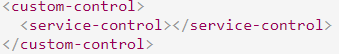 <custom-control>
  <service-control></service-control>
</custom-control>